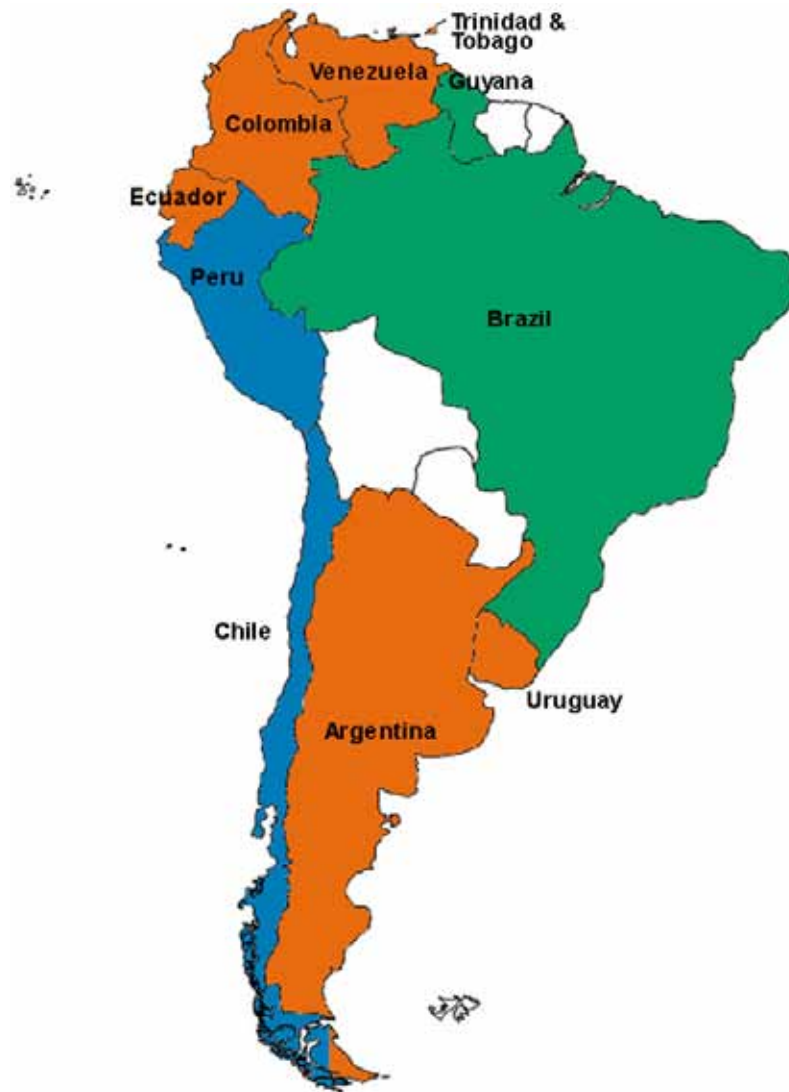 Trinidad &
Tobago
Venezuela
Guyana
Colombia
Ecuador
Peru
Brazil
Chile
Uruguay
Argentina